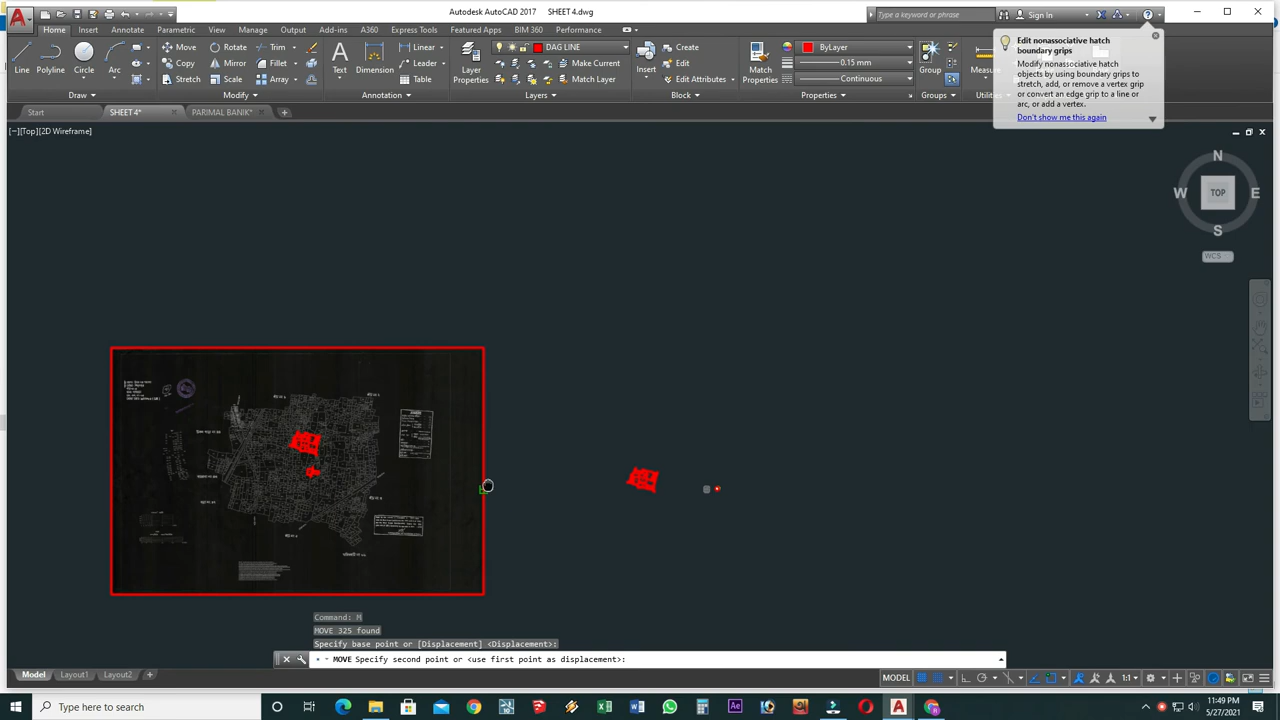 Autodesk AutoCAD 2017 SHEET 4.dwg
Type a keyword or phrase
Sign In
Home Insert Annotate Parametric View Manage Output Add-ins A360 Express Tools Featured Apps BIM 360 Performance
Line Polyline Circle Arc
Move Rotate Trim
Copy Mirror Fillet
Stretch Scale Array
Text Dimension
Linear
Leader
Table
Layer Properties
DAG LINE
Make Current
Match Layer
Insert
Create
Edit
Edit Attributes
Match Properties
ByLayer
0.15 mm
Continuous
Group
Measure
Draw Modify Annotation Layers Block Properties Groups Utilities
Edit nonassociative hatch
boundary grips
Modify nonassociative hatch
objects by using boundary grips to
stretch, add, or remove a vertex grip
or convert an edge grip to a line or
arc, or add a vertex.
Don't show me this again
Start SHEET 4* PARIMAL BANIK*
[−][Top][2D Wireframe]
N
W TOP E
S
WCS
Command: M
MOVE 325 found
Specify base point or [Displacement] <Displacement>:
MOVE Specify second point or <use first point as displacement>:
Model Layout1 Layout2 +
MODEL 1:1
Type here to search
11:49 PM
5/27/2021